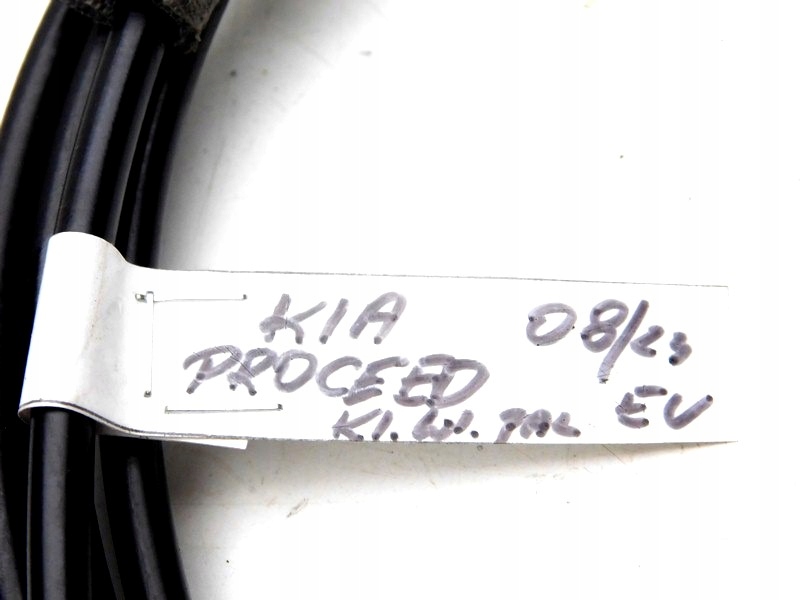 KIA 08/23
PROCEED EV
K.I. W.